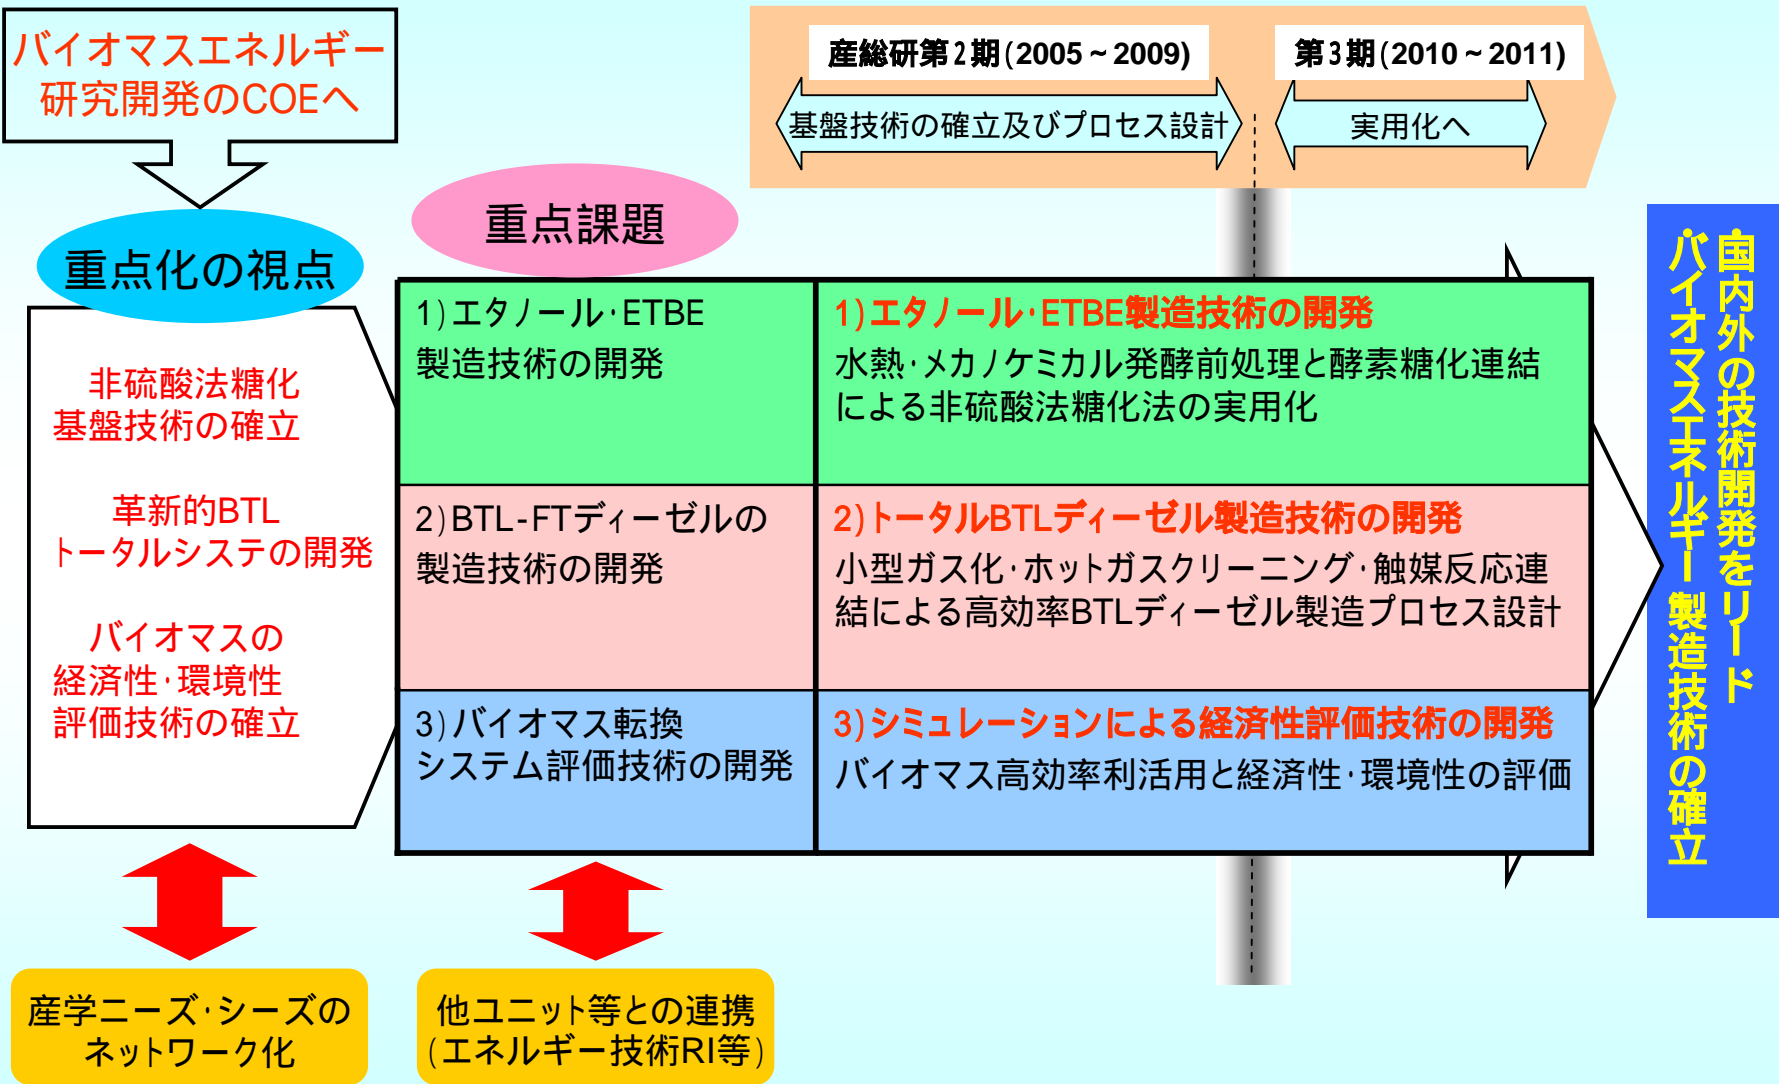 バイオマスエネルギー
研究開発のCOEへ
産総研第2期(2005～2009)
第3期(2010～2011)
基盤技術の確立及びプロセス設計
実用化へ
重点化の視点
重点課題
非硫酸法糖化
基盤技術の確立
革新的BTL
トータルシステの開発
バイオマスの
経済性･環境性
評価技術の確立
1)エタノール･ETBE
製造技術の開発
1)エタノール･ETBE製造技術の開発
水熱･メカノケミカル発酵前処理と酵素糖化連結
による非硫酸法糖化法の実用化
2)BTL-FTディーゼルの
製造技術の開発
2)トータルBTLディーゼル製造技術の開発
小型ガス化･ホットガスクリーニング･触媒反応連
結による高効率BTLディーゼル製造プロセス設計
3)バイオマス転換
システム評価技術の開発
3)シミュレーションによる経済性評価技術の開発
バイオマス高効率利活用と経済性･環境性の評価
国内外の技術開発をリード
バイオマスエネルギー製造技術の確立
産学ニーズ･シーズの
ネットワーク化
他ユニット等との連携
(エネルギー技術RI等)